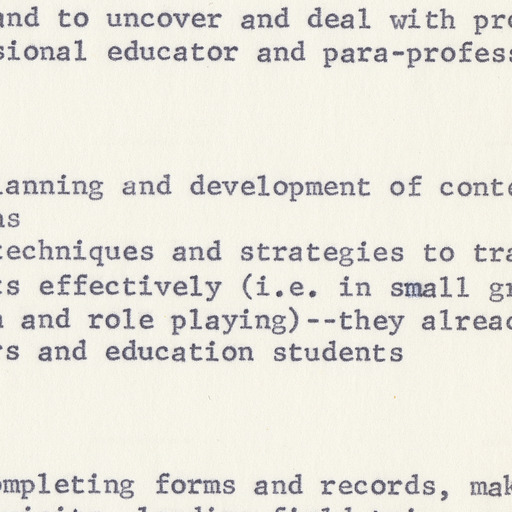 and to uncover and deal with pre
sional educator and para-profess
lanning and development of conte
ns
techniques and strategies to tra
ts effectively (i.e. in small gr
n and role playing)--they alread
rs and education students
ompleting forms and records, mak